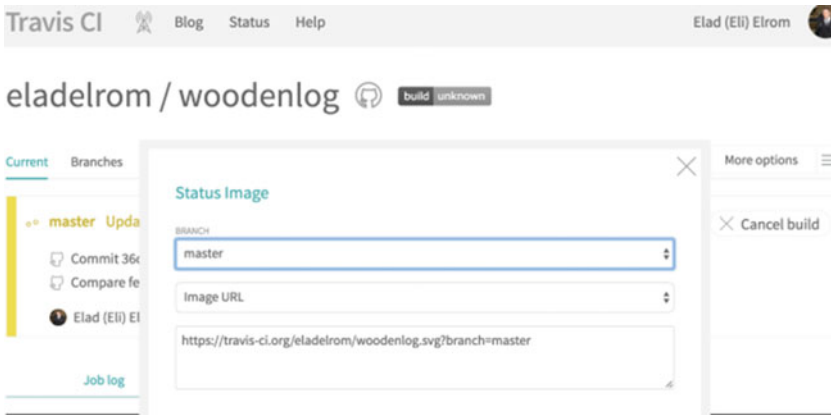 Travis CI Blog Status Help Elad (Eli) Elrom
eladelrom / woodenlog build unknown
Current Branches More options
Status Image
master Upda Cancel build
BRANCH
master
Commit 36
Compare fe
Image URL
Elad (Eli) El
https://travis-ci.org/eladelrom/woodenlog.svg?branch=master
Job log